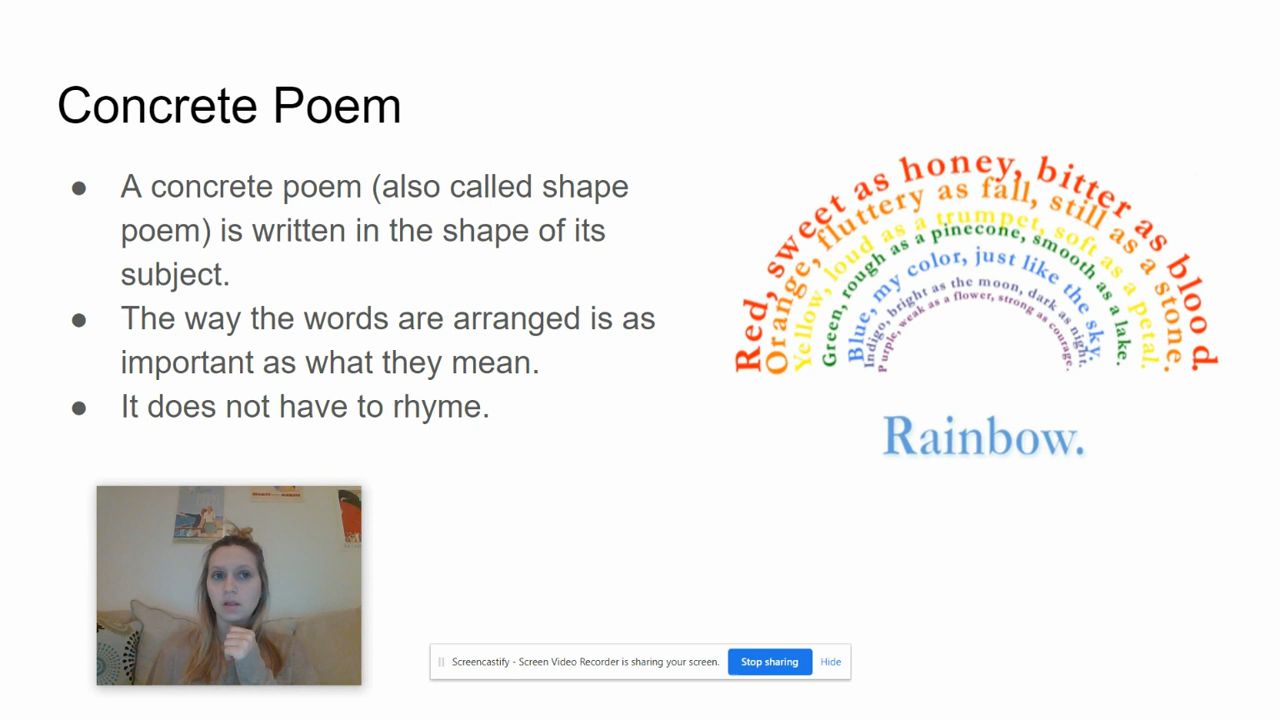 Concrete Poem
● A concrete poem (also called shape
poem) is written in the shape of its
subject.
● The way the words are arranged is as
important as what they mean.
● It does not have to rhyme.
Red, sweet as honey, bitter as blood.
Orange, fluttery as fall, still as a stone.
Yellow, loud as a trumpet, soft as a petal.
Green, rough as a pinecone, smooth as a lake.
Blue, my color, just like the sky.
Indigo, bright as the moon, dark as night.
Purple, weak as a flower, strong as courage.
Rainbow.
Screencastify - Screen Video Recorder is sharing your screen.
Stop sharing
Hide